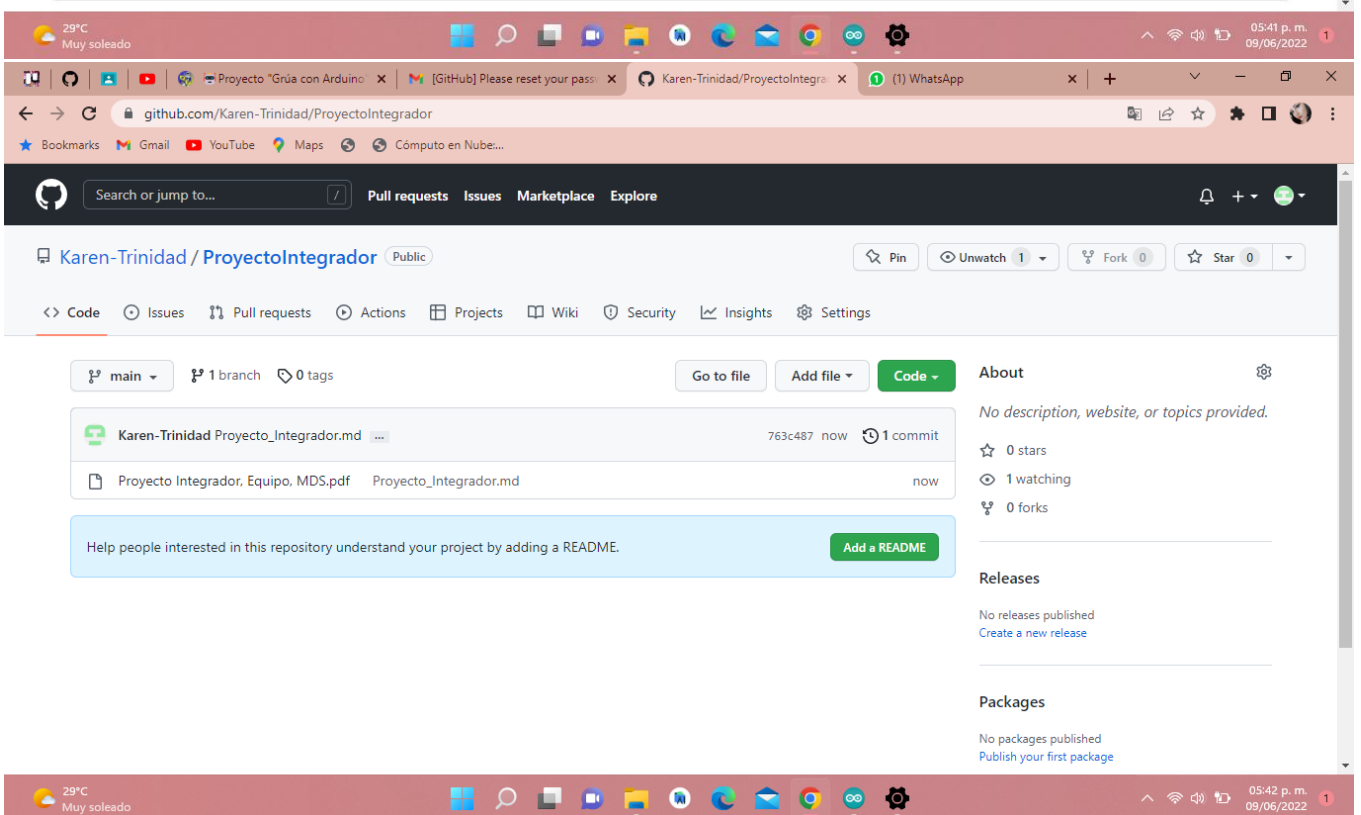 29°C
Muy soleado
05:41 p. m.
09/06/2022
1
Proyecto "Grúa con Arduino"
[GitHub] Please reset your pass
Karen-Trinidad/ProyectoIntegra
(1) WhatsApp
github.com/Karen-Trinidad/ProyectoIntegrador
Bookmarks Gmail YouTube Maps Cómputo en Nube:...
Search or jump to... / Pull requests Issues Marketplace Explore
Karen-Trinidad / ProyectoIntegrador Public
Pin Unwatch 1 Fork 0 Star 0
Code Issues Pull requests Actions Projects Wiki Security Insights Settings
main 1 branch 0 tags Go to file Add file Code
Karen-Trinidad Proyecto_Integrador.md ... 763c487 now 1 commit
Proyecto Integrador, Equipo, MDS.pdf Proyecto_Integrador.md now
Help people interested in this repository understand your project by adding a README. Add a README
About
No description, website, or topics provided.
0 stars
1 watching
0 forks
Releases
No releases published
Create a new release
Packages
No packages published
Publish your first package
29°C
Muy soleado
05:42 p. m.
09/06/2022
1